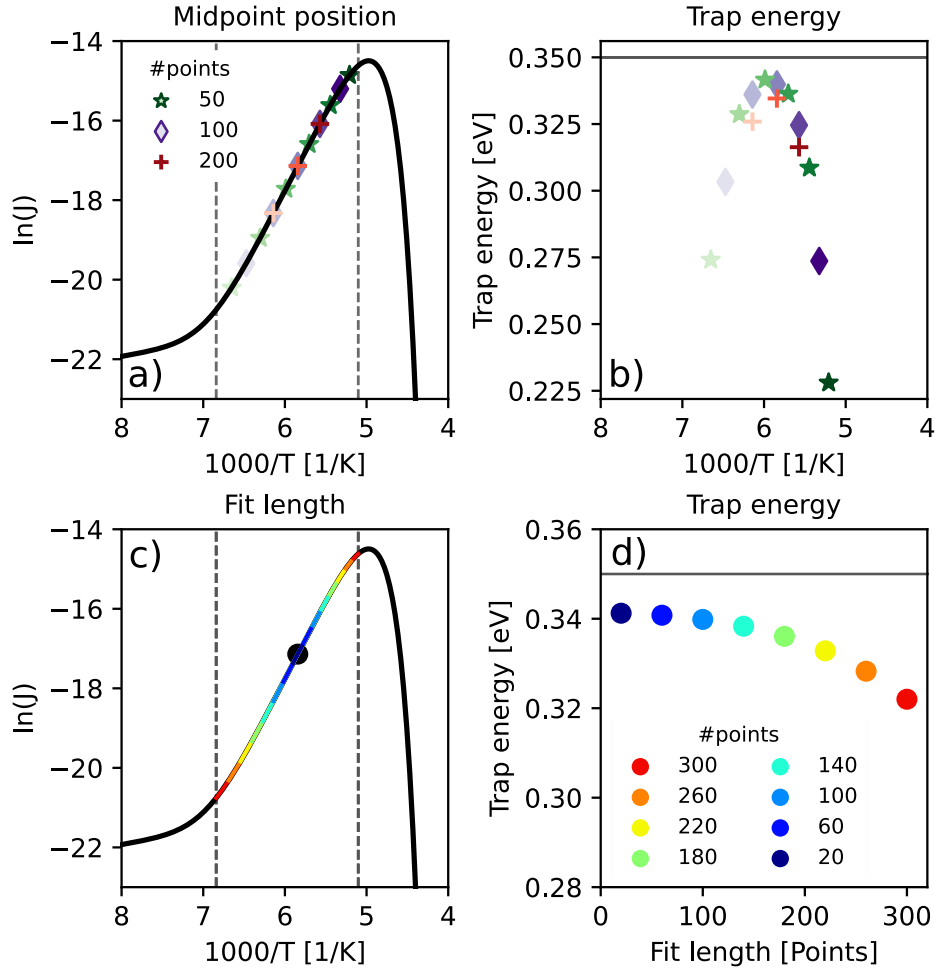 Midpoint position
−14
−16
−18
−20
−22
ln(J)
#points
50
100
200
a)
8 7 6 5 4
1000/T [1/K]
Trap energy
0.350
0.325
0.300
0.275
0.250
0.225
Trap energy [eV]
b)
8 7 6 5 4
1000/T [1/K]
Fit length
−14
−16
−18
−20
−22
ln(J)
c)
8 7 6 5 4
1000/T [1/K]
Trap energy
0.36
0.34
0.32
0.30
0.28
Trap energy [eV]
d)
#points
300 140
260 100
220 60
180 20
0 100 200 300
Fit length [Points]